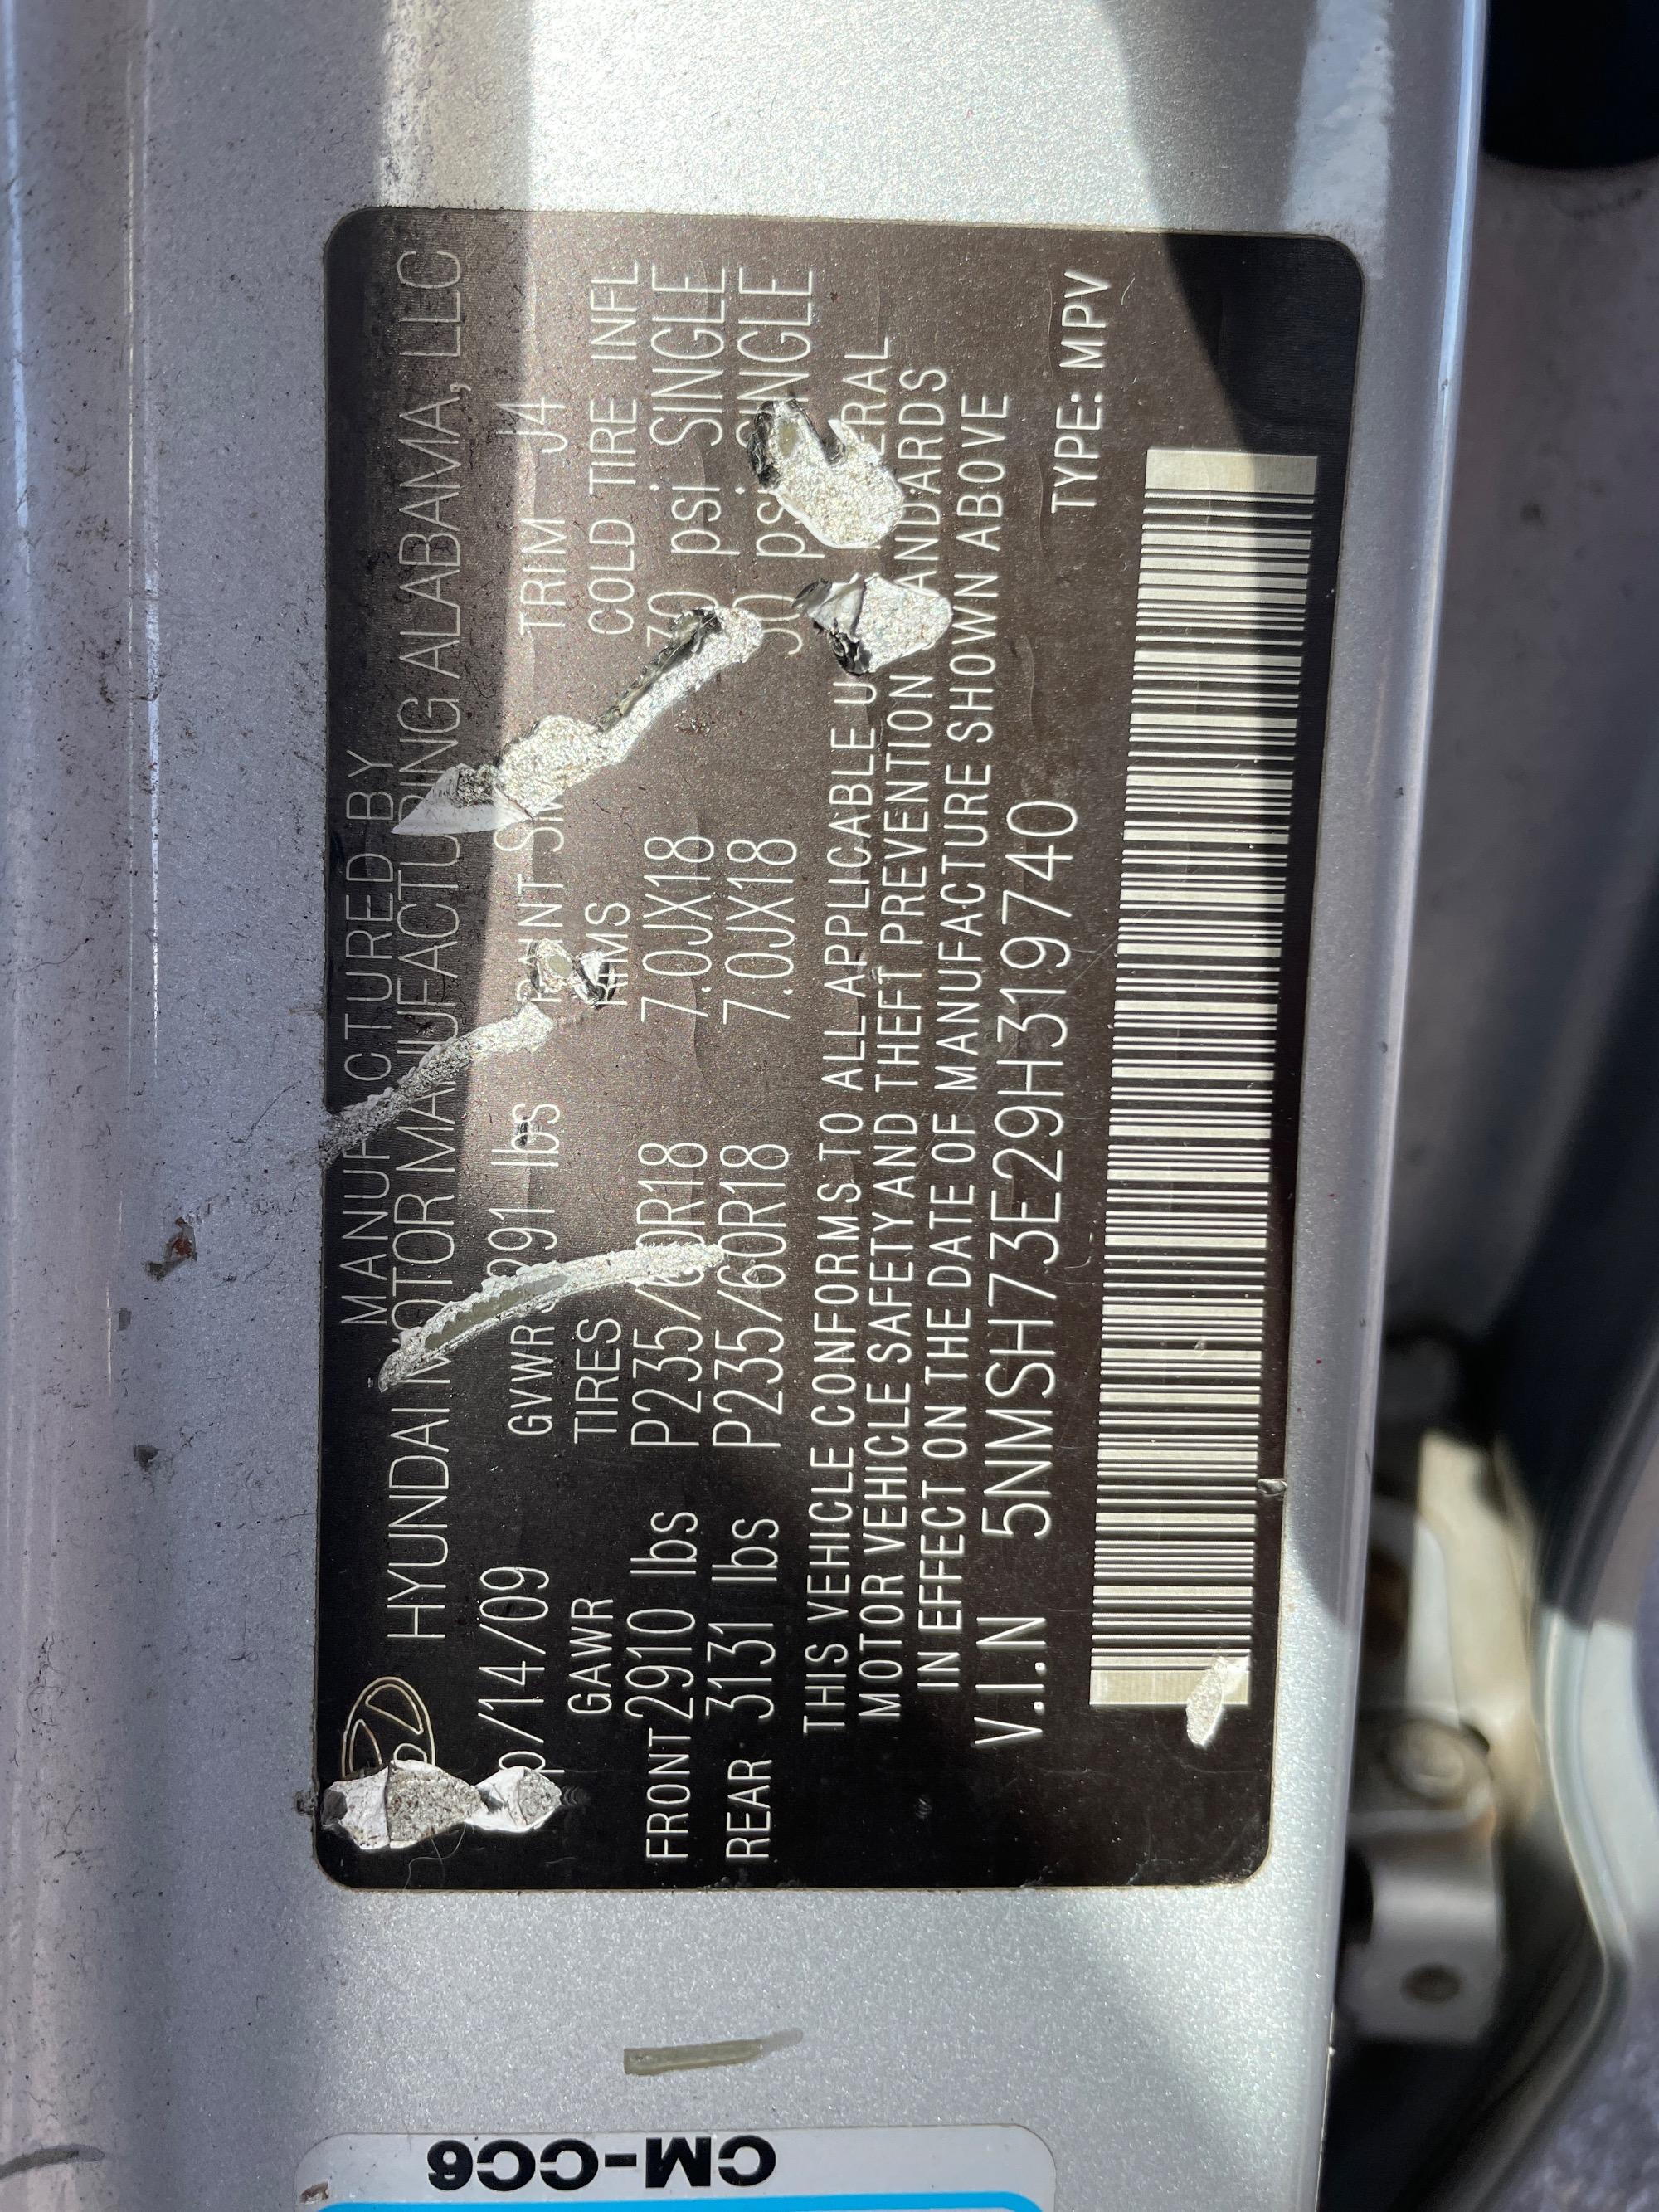 MANUFACTURED BY
HYUNDAI MOTOR MANUFACTURING ALABAMA, LLC
/14/09 GVWR 991 lbs PAINT TRIM J4
GAWR TIRES RIMS COLD TIRE INFL
FRONT 2910 lbs P235/60R18 7.0JX18 30 psi SINGLE
REAR 3131 lbs P235/60R18 7.0JX18 psi SINGLE
THIS VEHICLE CONFORMS TO ALL APPLICABLE
MOTOR VEHICLE SAFETY AND THEFT PREVENTION
IN EFFECT ON THE DATE OF MANUFACTURE SHOWN ABOVE
V.I.N 5NMSH73E29H319740 TYPE: MPV
CM-CC6